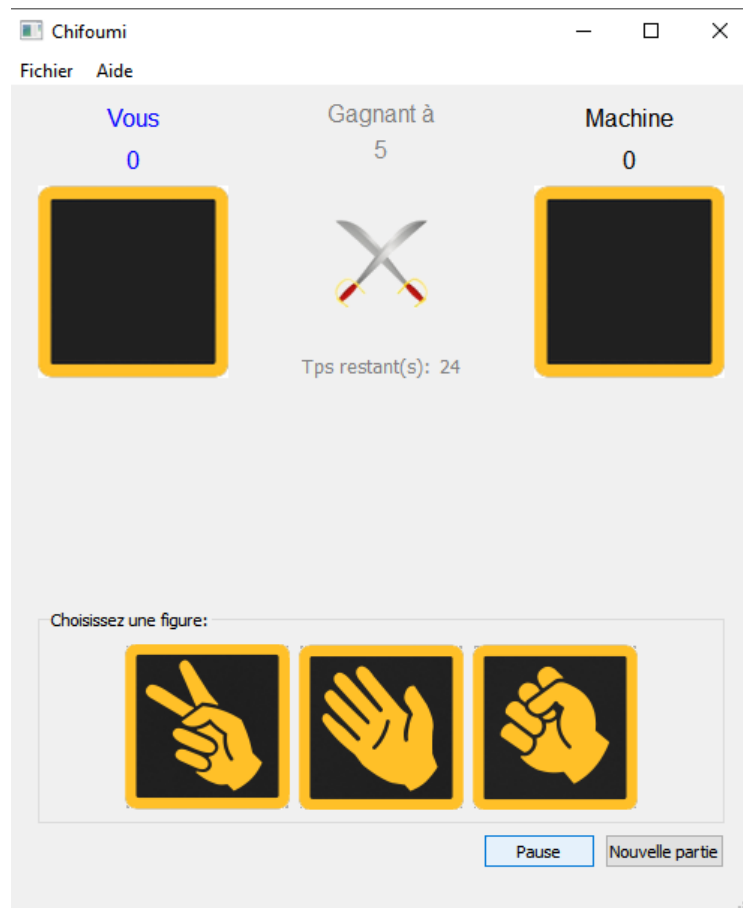 Chifoumi
Fichier Aide
Vous
Gagnant à
Machine
0
5
0
Tps restant(s): 24
Choisissez une figure:
Pause
Nouvelle partie